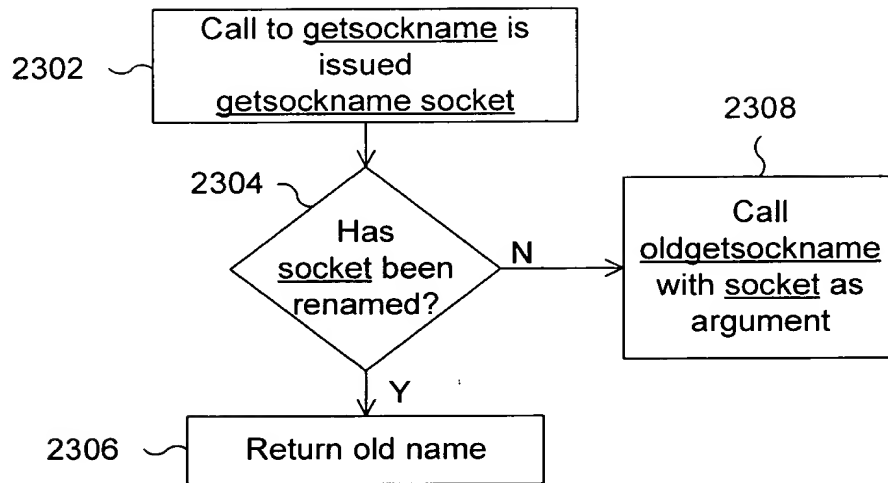 Call to getsockname is
issued
getsockname socket
2302
2308
2304
Has
socket been
renamed?
N
Call
oldgetsockname
with socket as
argument
Y
2306
Return old name